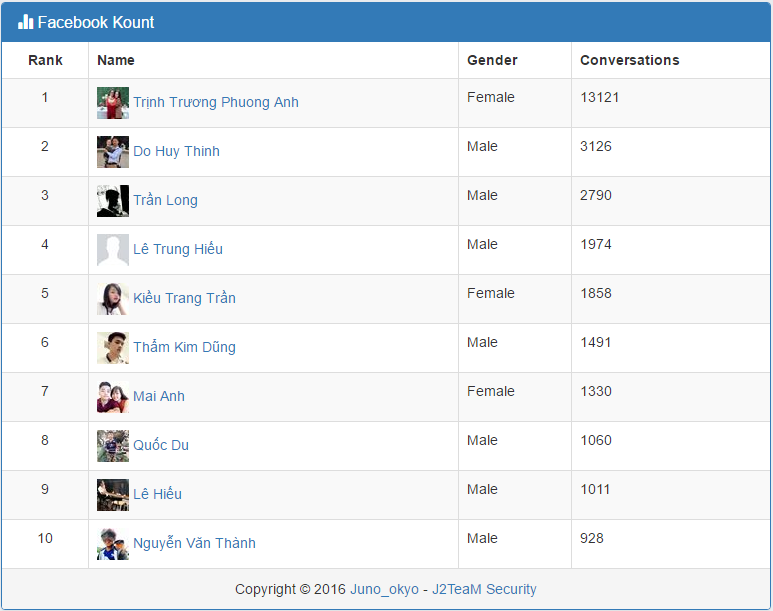 Facebook Kount
Rank Name Gender Conversations
1 Trịnh Trương Phuong Anh Female 13121
2 Do Huy Thinh Male 3126
3 Trần Long Male 2790
4 Lê Trung Hiếu Male 1974
5 Kiều Trang Trần Female 1858
6 Thẩm Kim Dũng Male 1491
7 Mai Anh Female 1330
8 Quốc Du Male 1060
9 Lê Hiếu Male 1011
10 Nguyễn Văn Thành Male 928
Copyright © 2016 Juno_okyo - J2TeaM Security